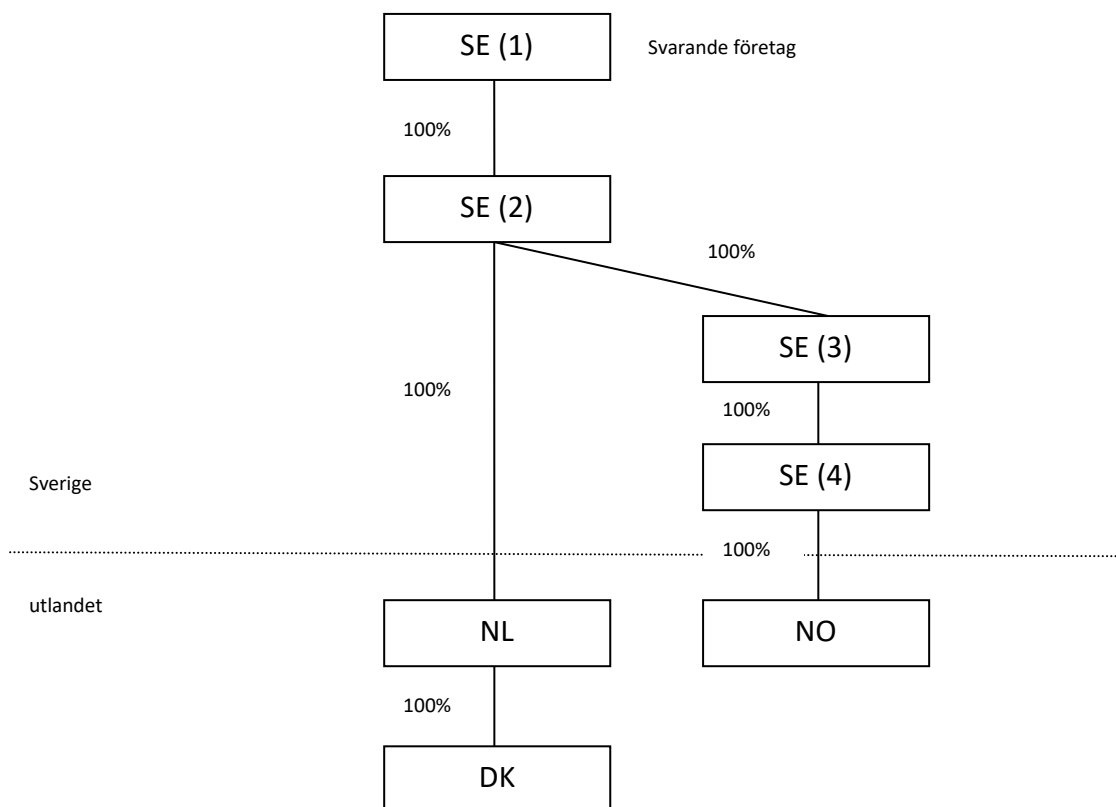 SE (1)
Svarande företag
100%
SE (2)
100%
SE (3)
100%
100%
SE (4)
Sverige
100%
utlandet
NL
NO
100%
DK